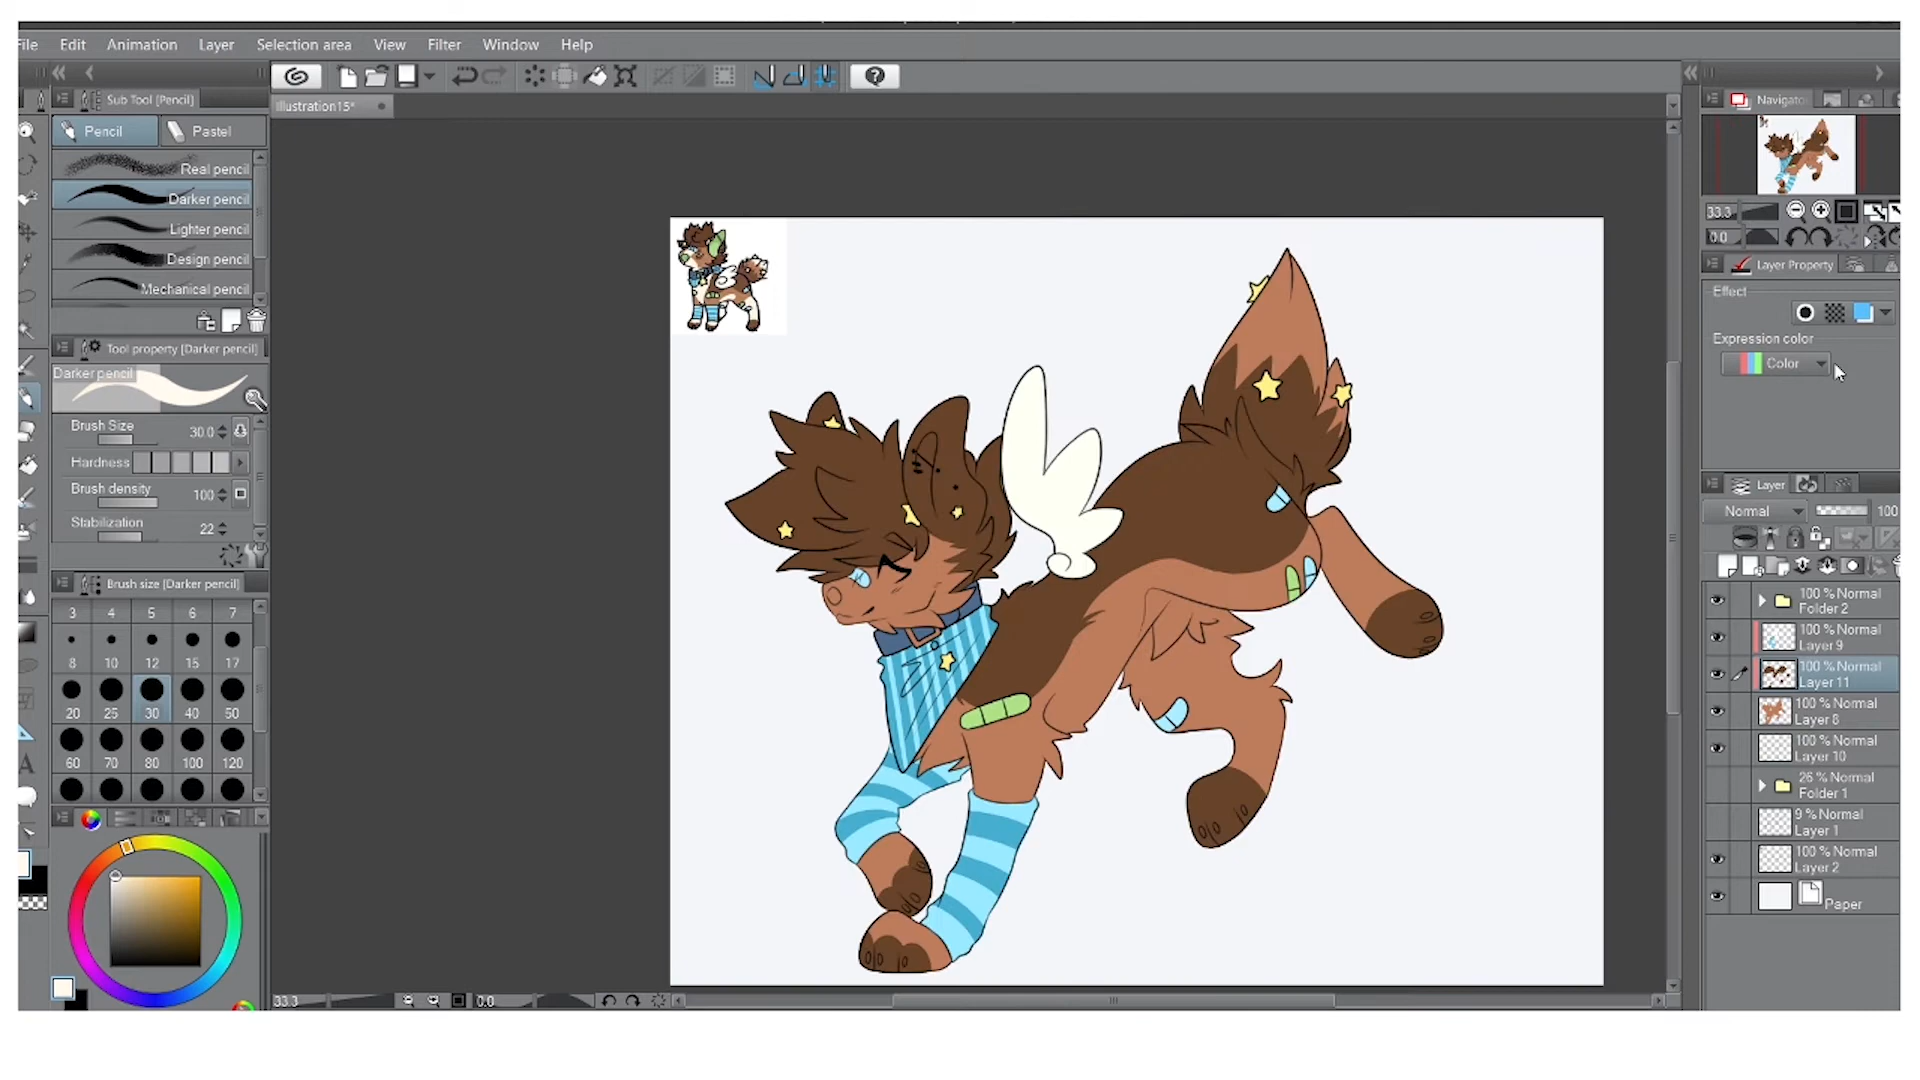 File Edit Animation Layer Selection area View Filter Window Help
Sub Tool [Pencil]
Illustration15*
Navigator
Pencil Pastel
Real pencil
Darker pencil
Lighter pencil
Design pencil
Mechanical pencil
Tool property [Darker pencil]
Darker pencil
Brush Size 30.0
Hardness
Brush density 100
Stabilization 22
Brush size [Darker pencil]
3 4 5 6 7
8 10 12 15 17
20 25 30 40 50
60 70 80 100 120
33.3 0.0
33.3
0.0
Layer Property
Effect
Expression color
Color
Layer
Normal 100
100 % Normal
Folder 2
100 % Normal
Layer 9
100 % Normal
Layer 11
100 % Normal
Layer 8
100 % Normal
Layer 10
26 % Normal
Folder 1
9 % Normal
Layer 1
100 % Normal
Layer 2
Paper